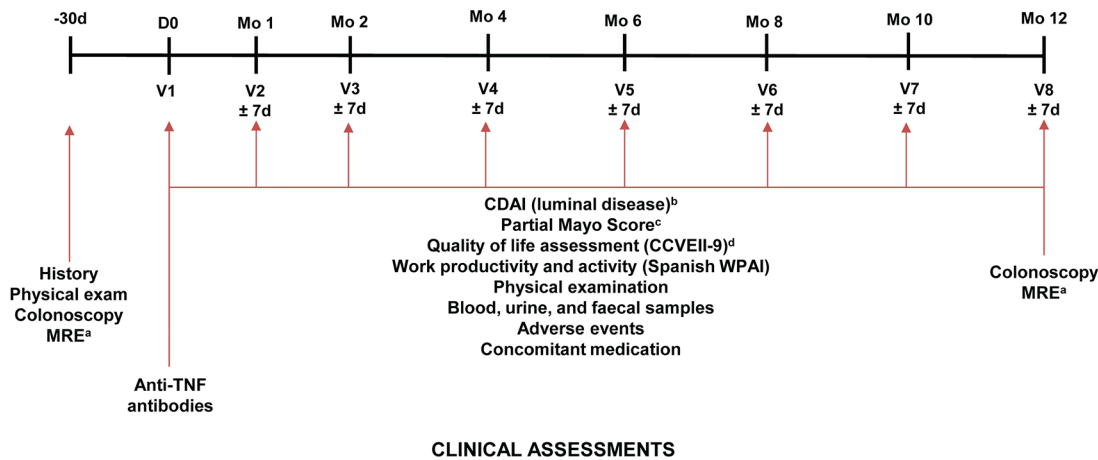 -30d D0 Mo 1 Mo 2 Mo 4 Mo 6 Mo 8 Mo 10 Mo 12
V1 V2 V3 V4 V5 V6 V7 V8
± 7d ± 7d ± 7d ± 7d ± 7d ± 7d ± 7d
CDAI (luminal disease)ᵇ
Partial Mayo Scoreᶜ
Quality of life assessment (CCVEII-9)ᵈ
Work productivity and activity (Spanish WPAI)
Physical examination
Blood, urine, and faecal samples
Adverse events
Concomitant medication
History
Physical exam
Colonoscopy
MREᵃ
Colonoscopy
MREᵃ
Anti-TNF
antibodies
CLINICAL ASSESSMENTS